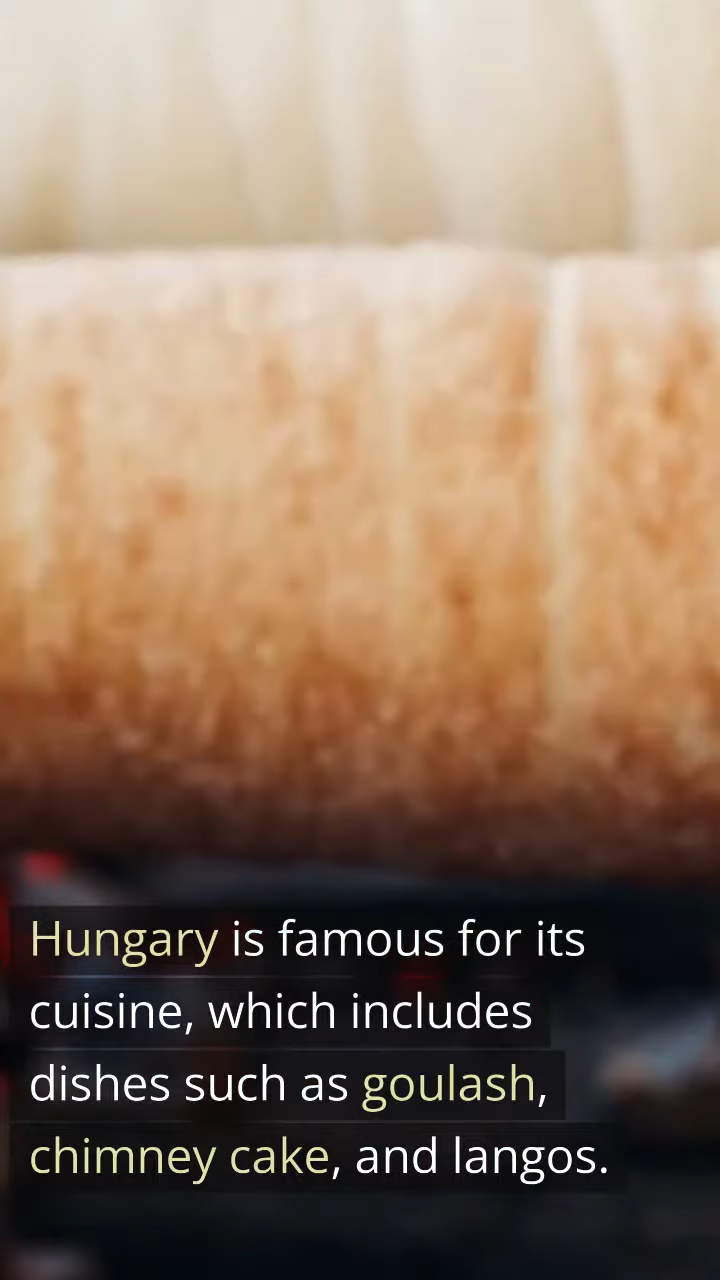 Hungary is famous for its
cuisine, which includes
dishes such as goulash,
chimney cake, and langos.